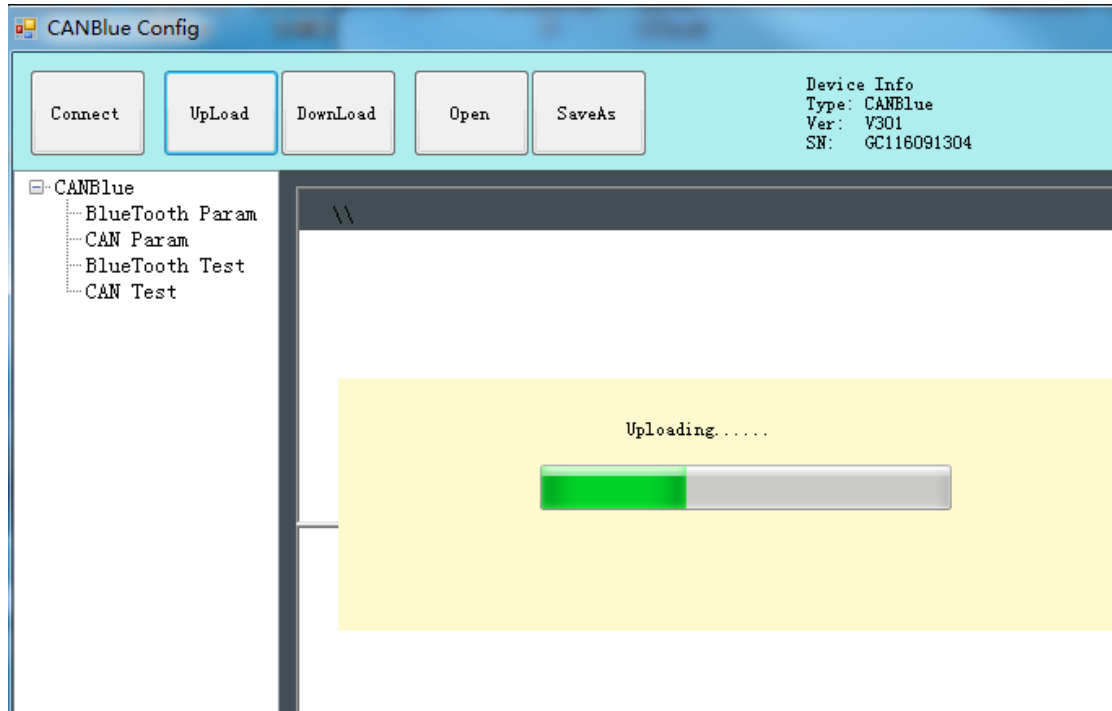 CANBlue Config
Connect
UpLoad
DownLoad
Open
SaveAs
Device Info
Type: CANBlue
Ver: V301
SN: GC116091304
CANBlue
BlueTooth Param
CAN Param
BlueTooth Test
CAN Test
\\
Uploading......